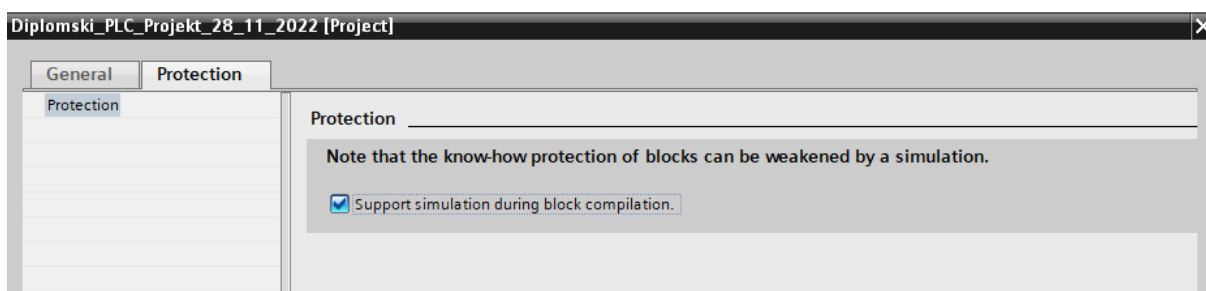 Diplomski_PLC_Projekt_28_11_2022 [Project]
General Protection
Protection
Protection
Note that the know-how protection of blocks can be weakened by a simulation.
Support simulation during block compilation.